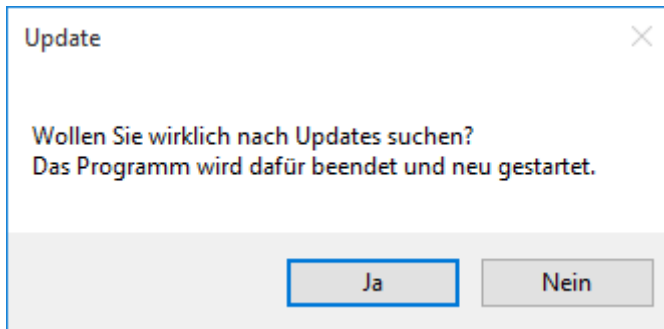 Update
Wollen Sie wirklich nach Updates suchen?
Das Programm wird dafür beendet und neu gestartet.
Ja
Nein